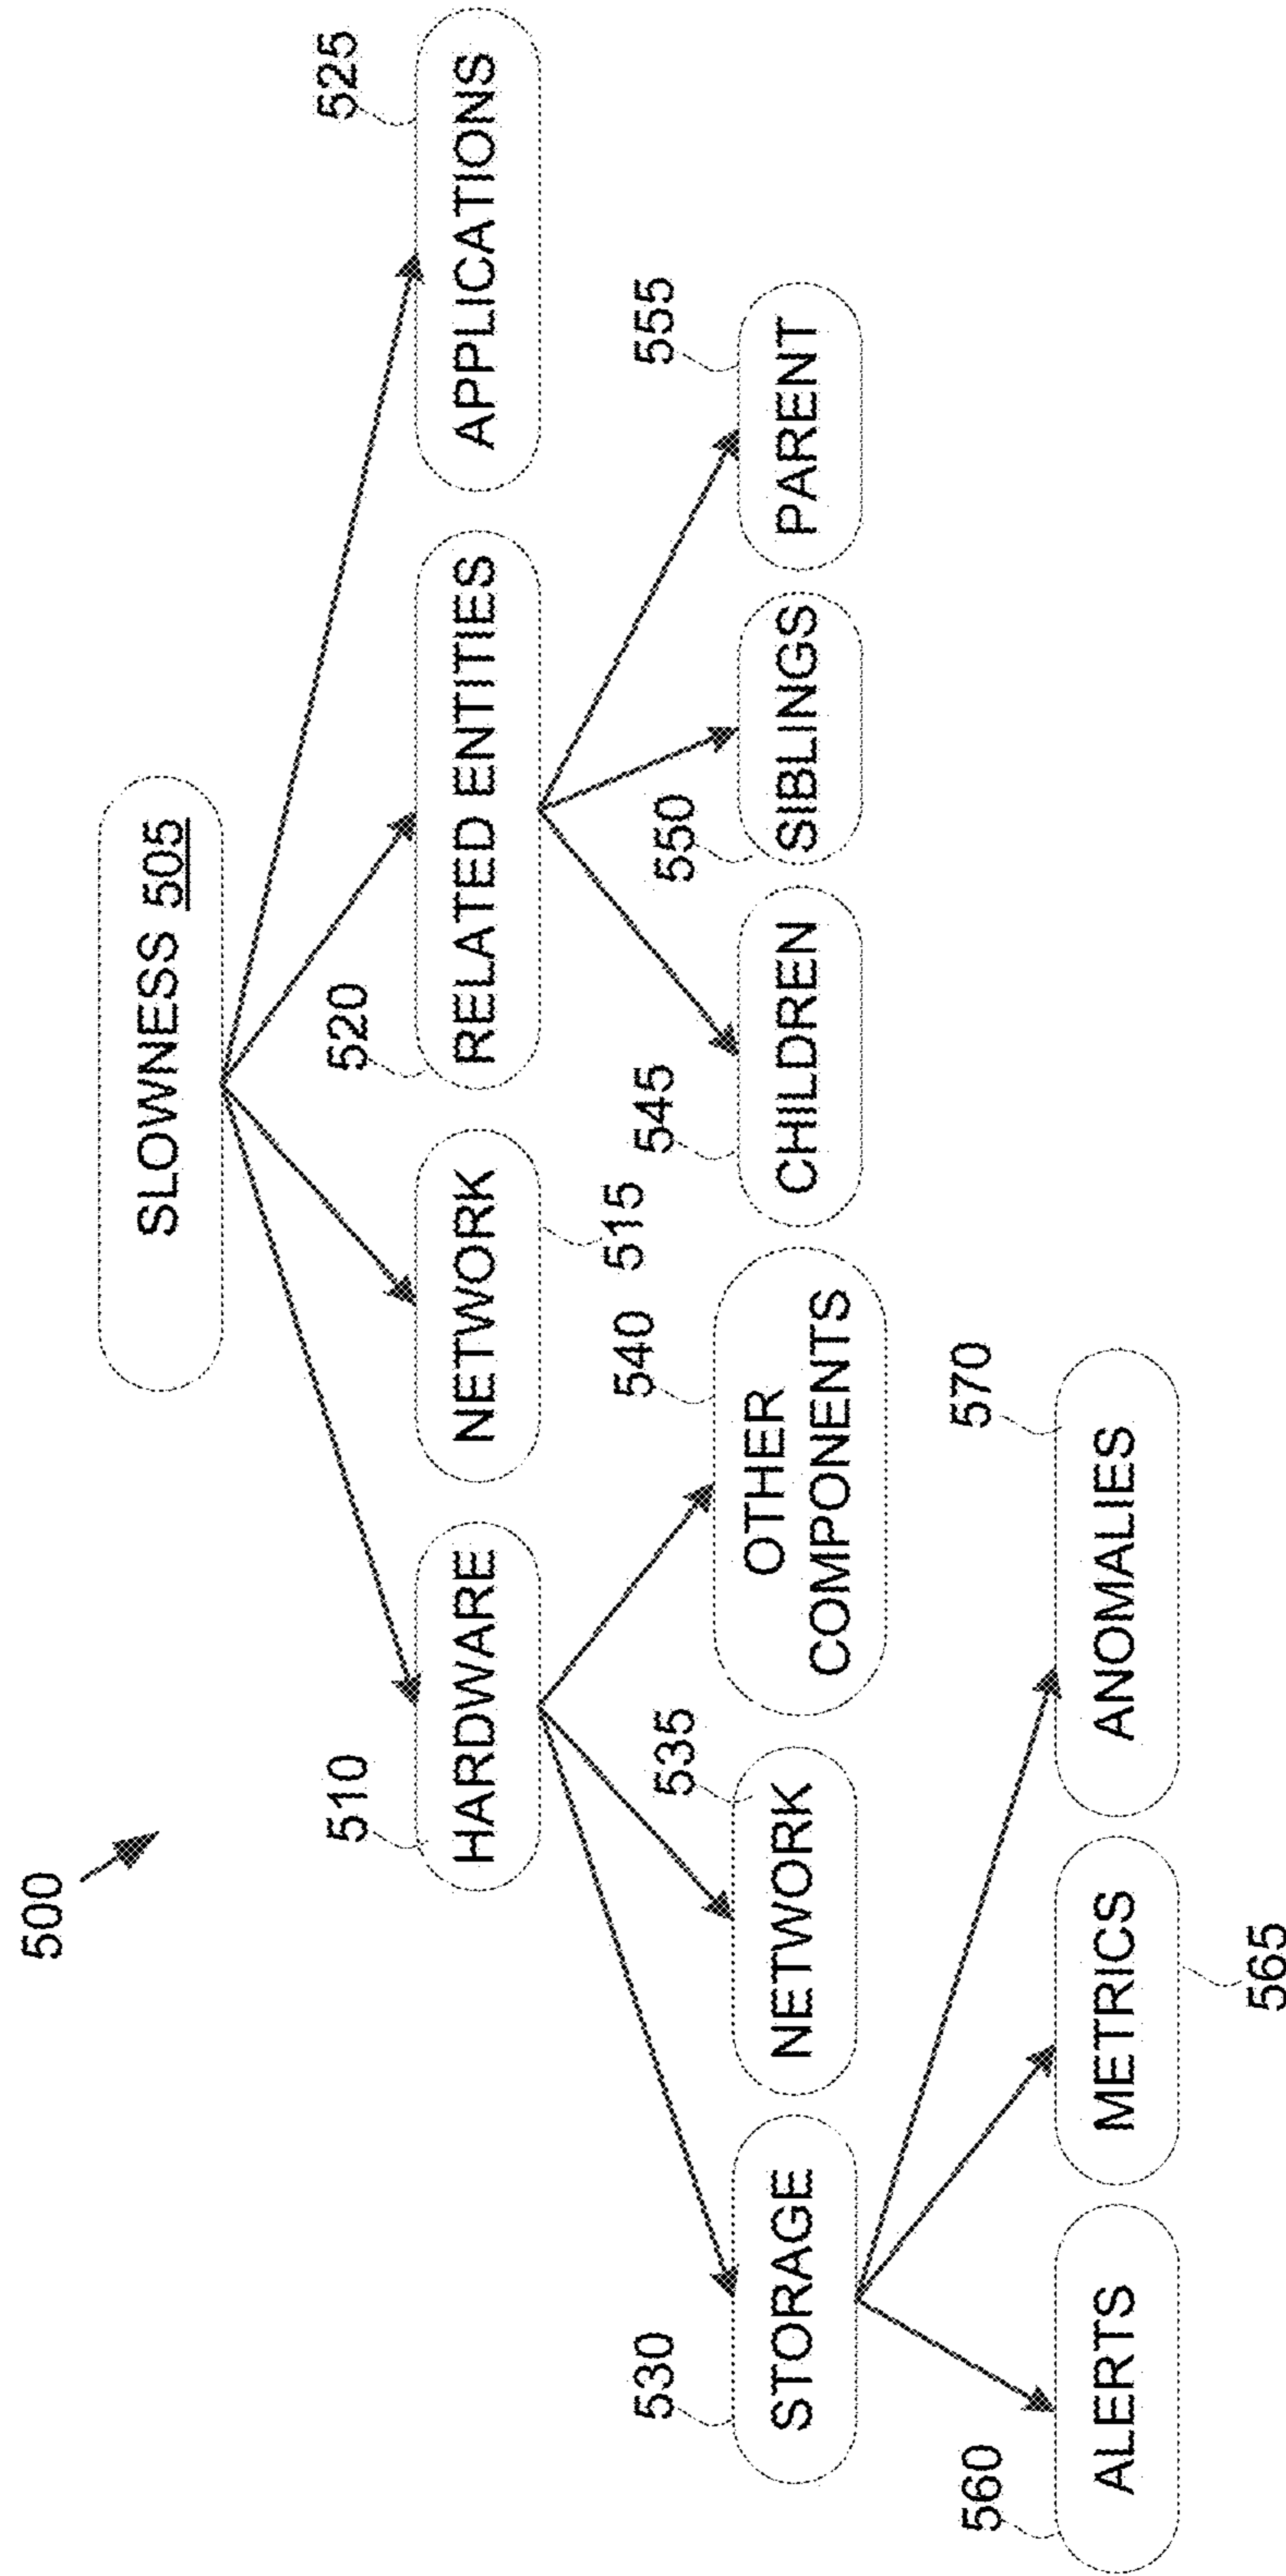 500
SLOWNESS 505
510
HARDWARE
NETWORK
515
520
RELATED ENTITIES
525
APPLICATIONS
530
STORAGE
535
NETWORK
540
OTHER
COMPONENTS
545
CHILDREN
550
SIBLINGS
555
PARENT
560
ALERTS
METRICS
565
570
ANOMALIES